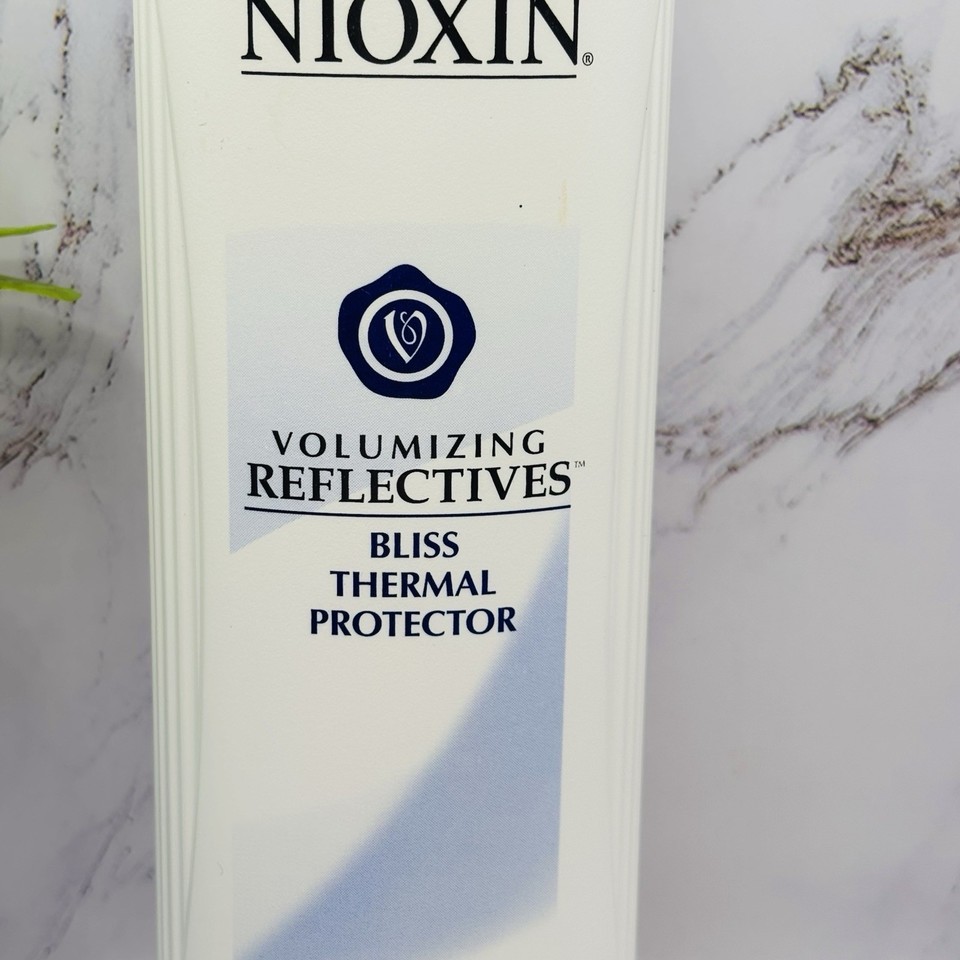 NIOXIN®
VOLUMIZING
REFLECTIVES™
BLISS
THERMAL
PROTECTOR